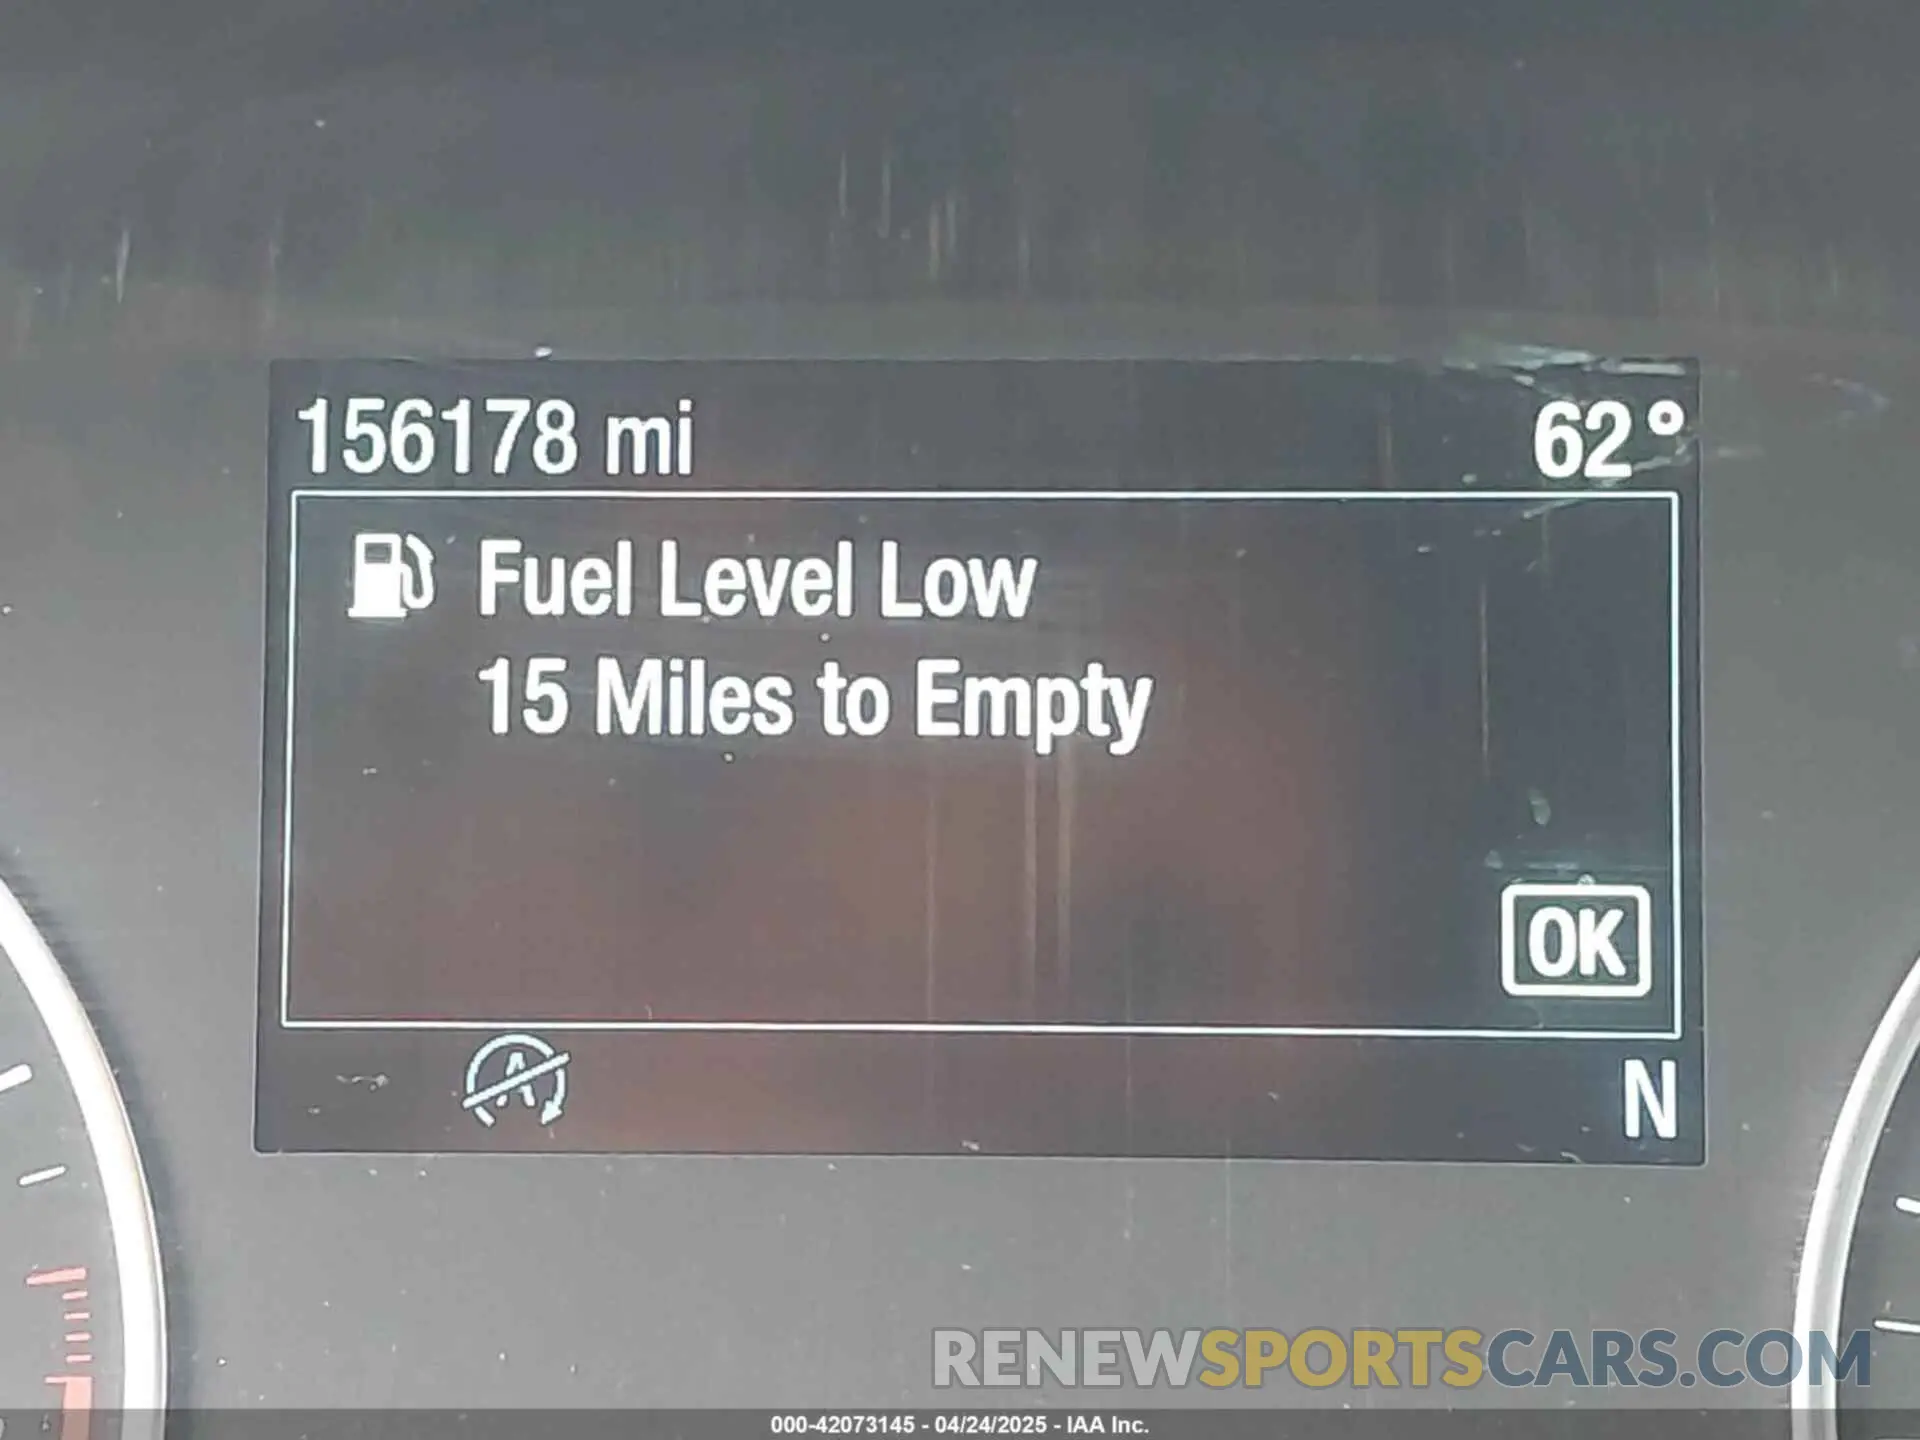 156178 mi 62°
Fuel Level Low
15 Miles to Empty
OK
A
N
RENEWSPORTSCARS.COM
000-42073145 - 04/24/2025 - IAA Inc.